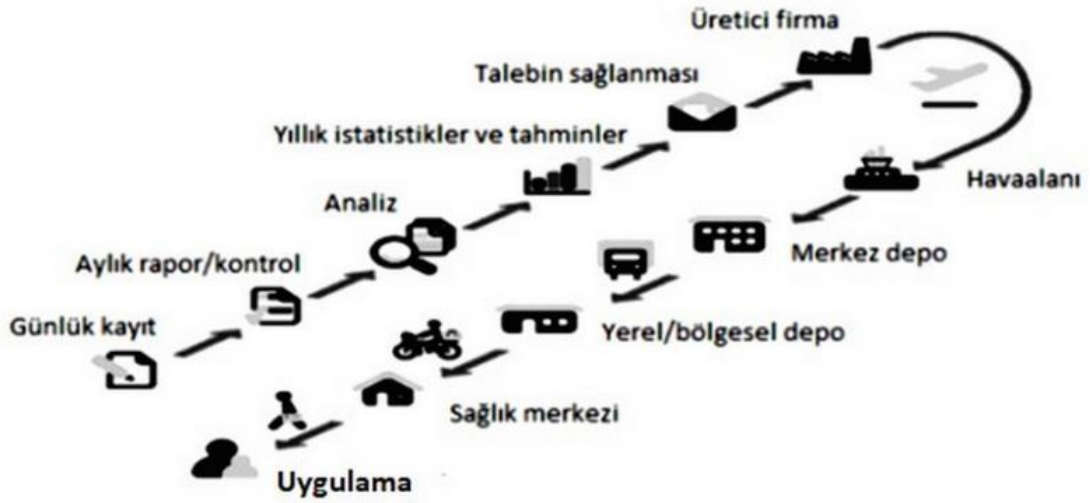 Üretici firma
Talebin sağlanması
Yıllık istatistikler ve tahminler
Havaalanı
Analiz
Merkez depo
Aylık rapor/kontrol
Günlük kayıt
Yerel/bölgesel depo
Sağlık merkezi
Uygulama